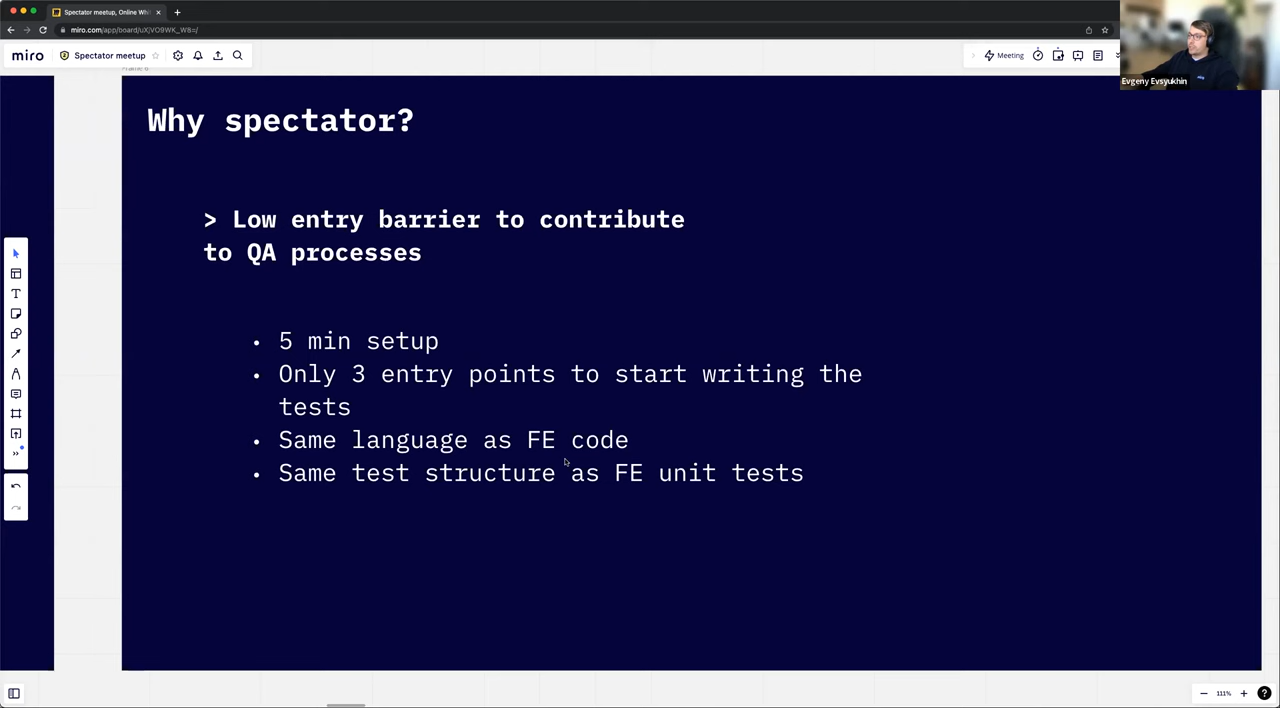 Spectator meetup, Online Wh
miro.com/app/board/uXjVO9WK_W8=/
miro
Spectator meetup
Meeting
Evgeny Evsyukhin
Frame 6
Why spectator?
> Low entry barrier to contribute
to QA processes
• 5 min setup
• Only 3 entry points to start writing the
tests
• Same language as FE code
• Same test structure as FE unit tests
111%